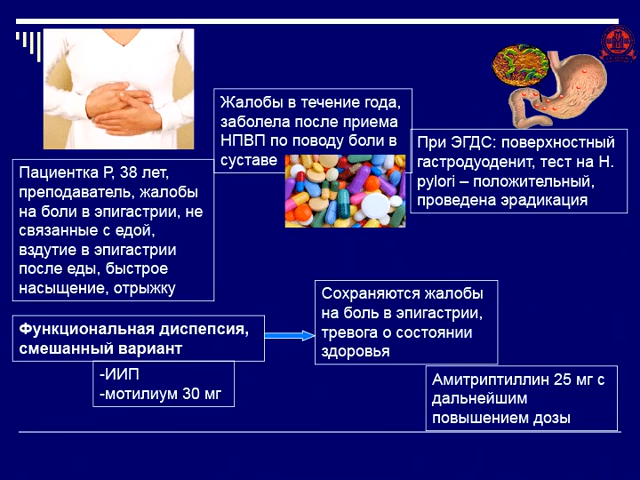 Жалобы в течение года,
заболела после приема
НПВП по поводу боли в
суставе
При ЭГДС: поверхностный
гастродуоденит, тест на H.
pylori – положительный,
проведена эрадикация
Пациентка Р, 38 лет,
преподаватель, жалобы
на боли в эпигастрии, не
связанные с едой,
вздутие в эпигастрии
после еды, быстрое
насыщение, отрыжку
Функциональная диспепсия,
смешанный вариант
-ИИП
-мотилиум 30 мг
Сохраняются жалобы
на боль в эпигастрии,
тревога о состоянии
здоровья
Амитриптиллин 25 мг с
дальнейшим
повышением дозы